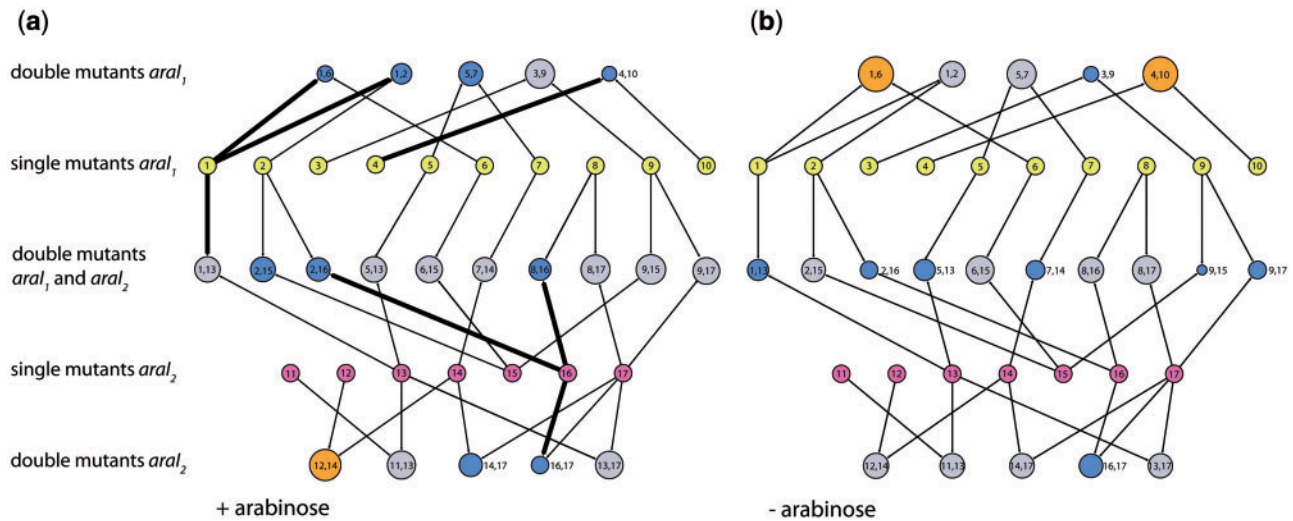 (a)
(b)
double mutants araI1
1,6 1,2 5,7 3,9 4,10
1,6 1,2 5,7 3,9 4,10
single mutants araI1
1 2 3 4 5 6 7 8 9 10
1 2 3 4 5 6 7 8 9 10
double mutants
araI1 and araI2
1,13 2,15 2,16 5,13 6,15 7,14 8,16 8,17 9,15 9,17
1,13 2,15 2,16 5,13 6,15 7,14 8,16 8,17 9,15 9,17
single mutants araI2
11 12 13 14 15 16 17
11 12 13 14 15 16 17
double mutants araI2
12,14 11,13 14,17 16,17 13,17
12,14 11,13 14,17 16,17 13,17
+ arabinose
- arabinose